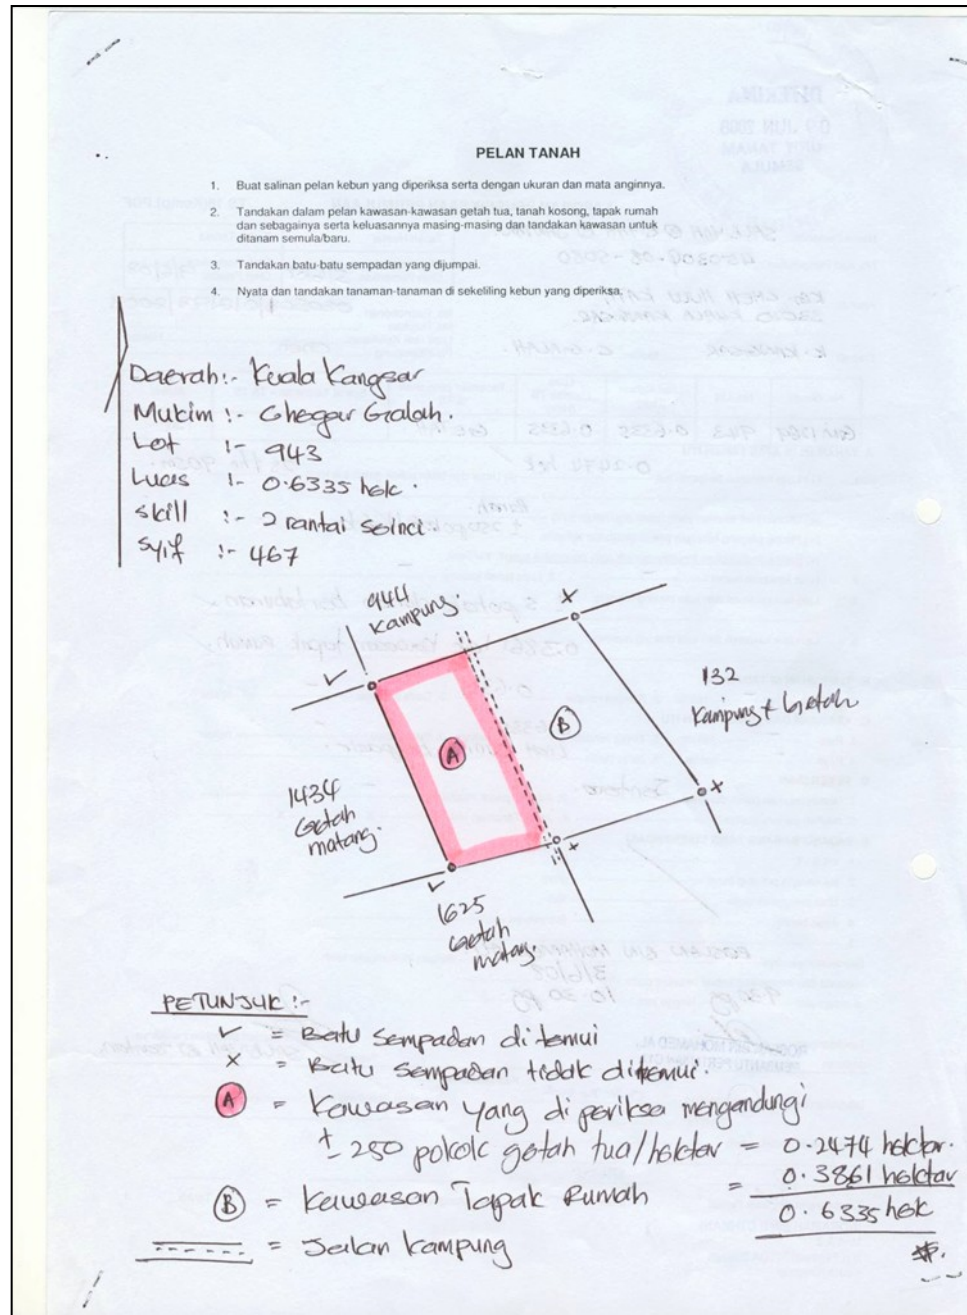 PELAN TANAH
1. Buat salinan pelan kebun yang diperiksa serta dengan ukuran dan mata anginnya.
2. Tandakan dalam pelan kawasan-kawasan getah tua, tanah kosong, tapak rumah
dan sebagainya serta keluasannya masing-masing dan tandakan kawasan untuk
ditanam semula/baru.
3. Tandakan batu-batu sempadan yang dijumpai.
4. Nyata dan tandakan tanaman-tanaman di sekeliling kebun yang diperiksa.
Daerah:- Kuala Kangsar
Mukim :- Chegar Galah.
Lot :- 943
Luas :- 0.6335 hek.
Skill :- 2 rantai seinci.
Syif :- 467
944
Kampung.
132
Kampung + Getah
B
A
1434
Getah
matang.
1625
Getah
matang.
PETUNJUK :-
✓ = Batu sempadan ditemui
× = Batu sempadan tidak ditemui.
A = Kawasan yang di periksa mengandungi
± 250 pokok getah tua/hektar = 0.2474 hektar.
B = Kawasan Tapak Rumah = 0.3861 hektar
0.6335 hek
= Jalan kampung